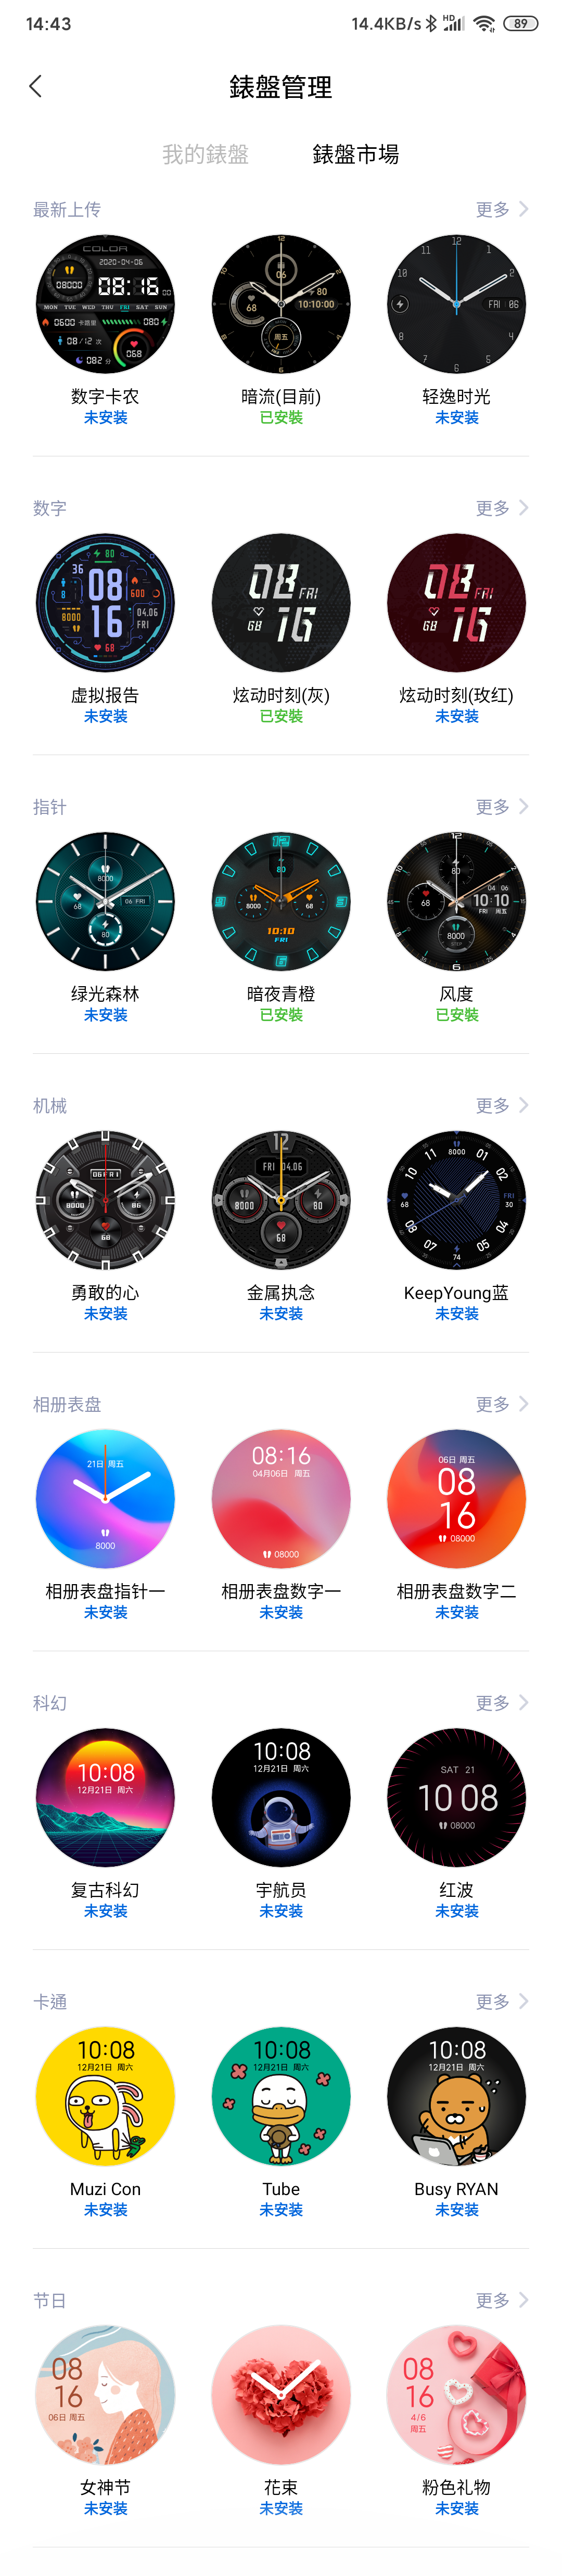 14:43 14.4KB/s HD 89
錶盤管理
我的錶盤 錶盤市場
最新上传 更多
COLOR
2020-04-06
08000 08:16 00
MON TUE WED THU FRI SAT SUN
0600 卡路里 080
08/12 次 068
082 分
12
06
80
68 10:10:00
周五
6
12
11 1
10 2
FRI 06
8 4
7 5
6
数字卡农 暗流(目前) 轻逸时光
未安装 已安裝 未安装
数字 更多
80
36
8 08 600
8000 16 04.06
FRI
68
08 FRI
68 16
08 FRI
68 16
虚拟报告 炫动时刻(灰) 炫动时刻(玫红)
未安装 已安裝 未安装
指针 更多
8000
68 06 FRI
80
12
80
8000 68
10:10
FRI
6
12
80
04 06
68 10:10
FRI 周五
8000
STEP
6
绿光森林 暗夜青橙 风度
未安装 已安裝 已安裝
机械 更多
06 FRI
8000 86
68
12
FRI 04.06
8000 80
68
8000
11 01
10 02
68 FRI
30
08 04
07 05
74
勇敢的心 金属执念 KeepYoung蓝
未安装 未安装 未安装
相册表盘 更多
21日 周五
8000
08:16
04月06日 周五
08000
06日 周五
08
16
08000
相册表盘指针一 相册表盘数字一 相册表盘数字二
未安装 未安装 未安装
科幻 更多
10:08
12月21日 周六
10:08
12月21日 周六
SAT 21
10 08
08000
复古科幻 宇航员 红波
未安装 未安装 未安装
卡通 更多
10:08
12月21日 周六
10:08
12月21日 周六
10:08
12月21日 周六
Muzi Con Tube Busy RYAN
未安装 未安装 未安装
节日 更多
08
16
06日 周五
08
16
4/6
周五
女神节 花束 粉色礼物
未安装 未安装 未安装